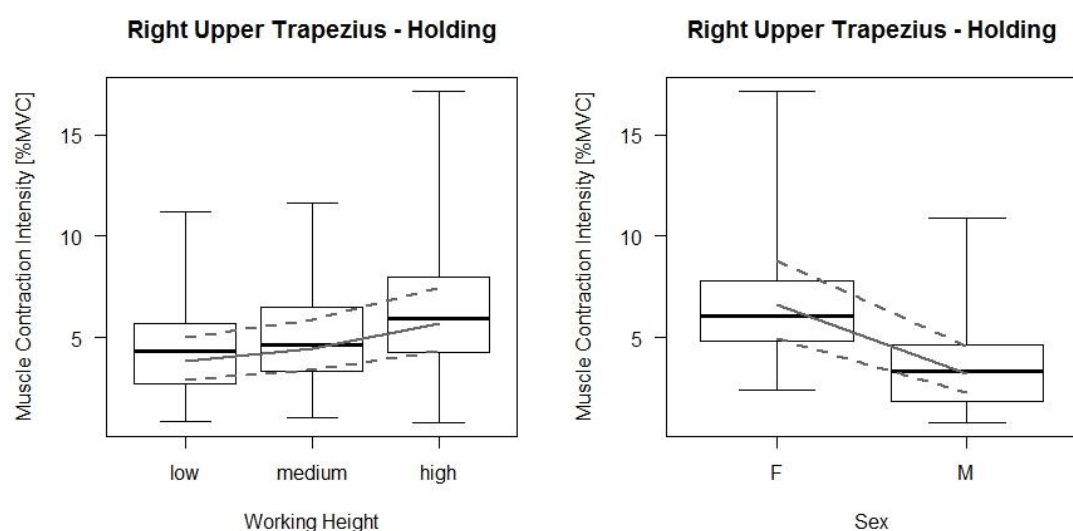 Right Upper Trapezius - Holding
Muscle Contraction Intensity [%MVC]
15
10
5
low medium high
Working Height
Right Upper Trapezius - Holding
Muscle Contraction Intensity [%MVC]
15
10
5
F M
Sex